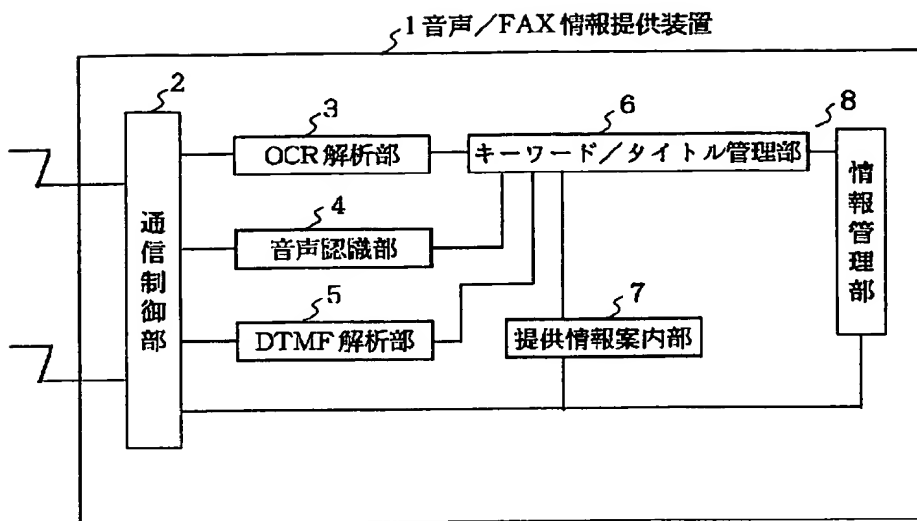 1 音声/FAX 情報提供装置
2
3
6
8
OCR 解析部
キーワード/タイトル管理部
4
通信制御部
音声認識部
情報管理部
5
7
DTMF 解析部
提供情報案内部